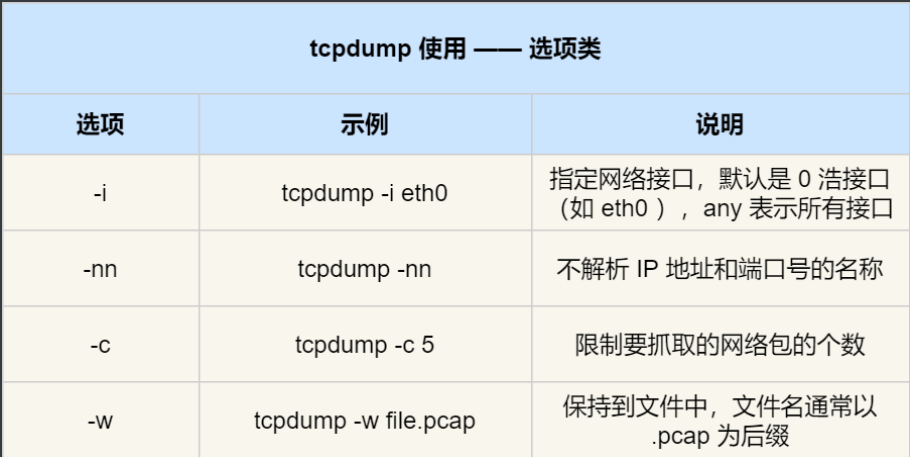 tcpdump 使用 —— 选项类
选项 示例 说明
-i tcpdump -i eth0 指定网络接口，默认是 0 浩接口
（如 eth0 ），any 表示所有接口
-nn tcpdump -nn 不解析 IP 地址和端口号的名称
-c tcpdump -c 5 限制要抓取的网络包的个数
-w tcpdump -w file.pcap 保持到文件中，文件名通常以
.pcap 为后缀